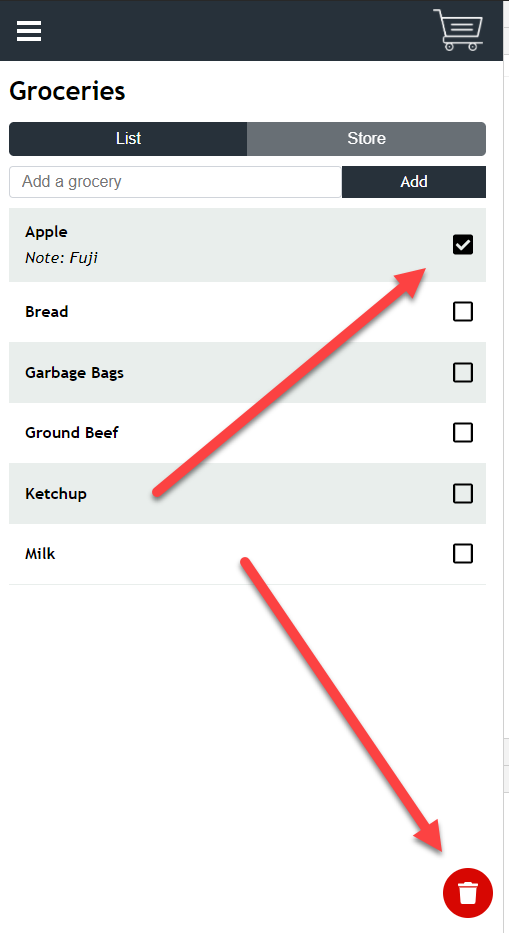 Groceries
List
Store
Add a grocery
Add
Apple
Note: Fuji
Bread
Garbage Bags
Ground Beef
Ketchup
Milk